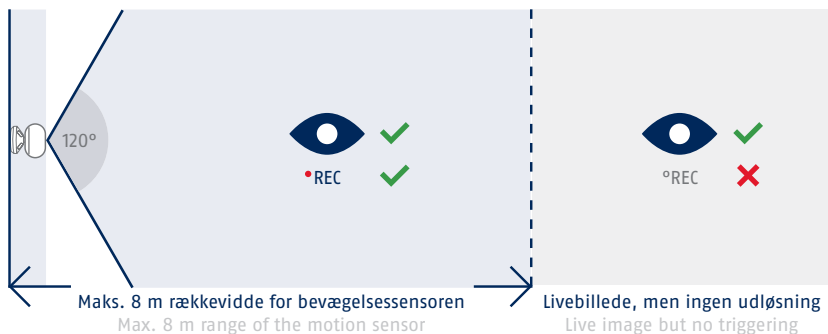 120°
•REC
°REC
Maks. 8 m rækkevidde for bevægelsessensoren
Max. 8 m range of the motion sensor
Livebillede, men ingen udløsning
Live image but no triggering